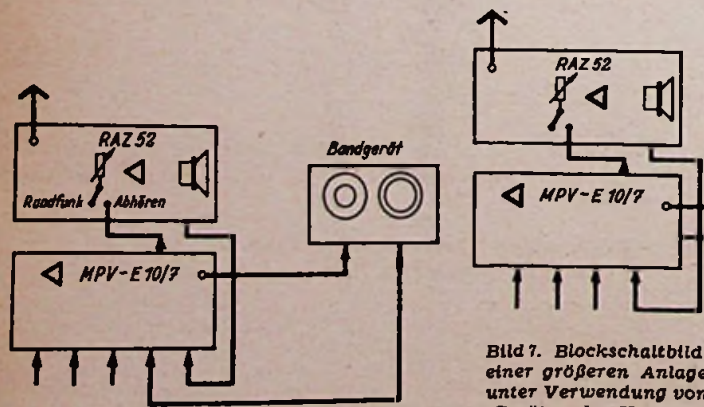 RAZ 52
Rundfunk
Abhören
MPV-E 10/7
Bandgerät
RAZ 52
MPV-E 10/7
Bild 7. Blockschaltbild
einer größeren Anlage
unter Verwendung von